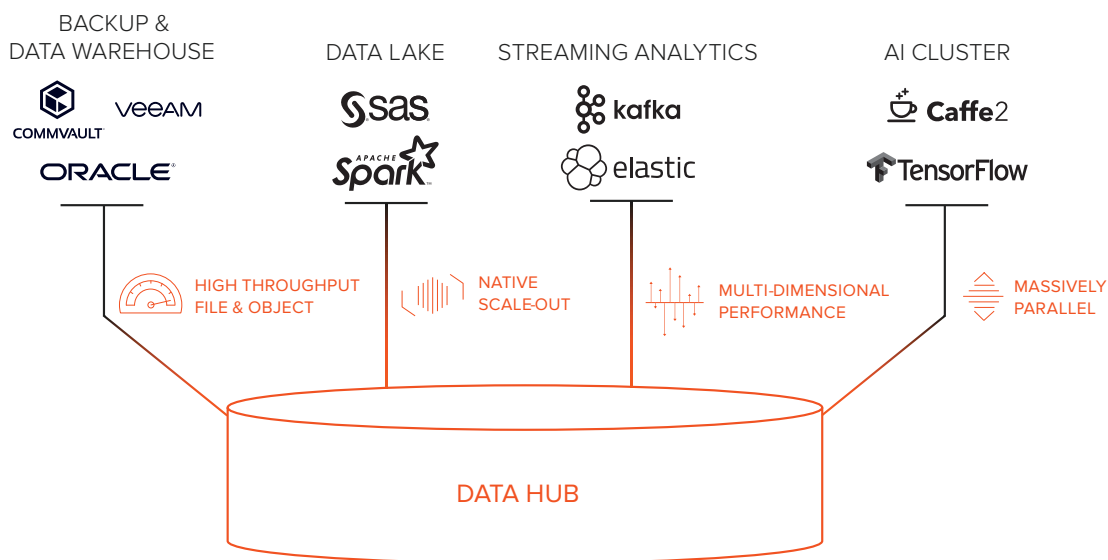 BACKUP &
DATA WAREHOUSE
DATA LAKE
STREAMING ANALYTICS
AI CLUSTER
COMMVAULT
veeAM
ORACLE®
sas
APACHE
Spark™
kafka
elastic
Caffe2
TensorFlow
HIGH THROUGHPUT
FILE & OBJECT
NATIVE
SCALE-OUT
MULTI-DIMENSIONAL
PERFORMANCE
MASSIVELY
PARALLEL
DATA HUB